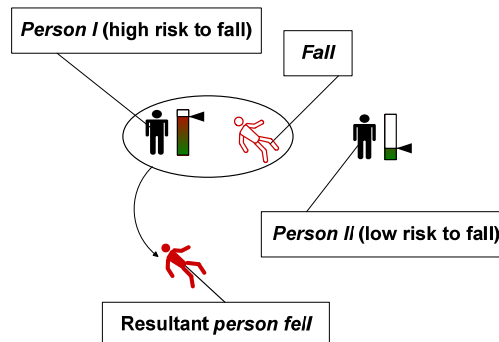 Person I (high risk to fall)
Fall
Person II (low risk to fall)
Resultant person fell